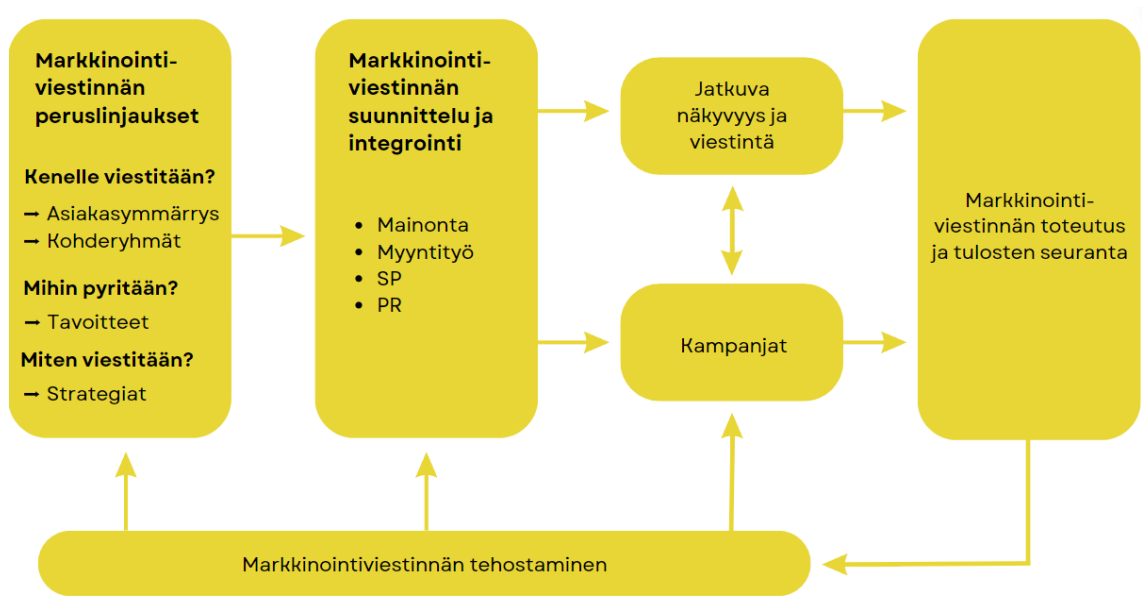 Markkinointi-
viestinnän
peruslinjaukset
Kenelle viestitään?
→ Asiakasymmärrys
→ Kohderyhmät
Mihin pyritään?
→ Tavoitteet
Miten viestitään?
→ Strategiat
Markkinointi-
viestinnän
suunnittelu ja
integrointi
• Mainonta
• Myyntityö
• SP
• PR
Jatkuva
näkyvyys ja
viestintä
Kampanjat
Markkinointi-
viestinnän toteutus
ja tulosten seuranta
Markkinointiviestinnän tehostaminen